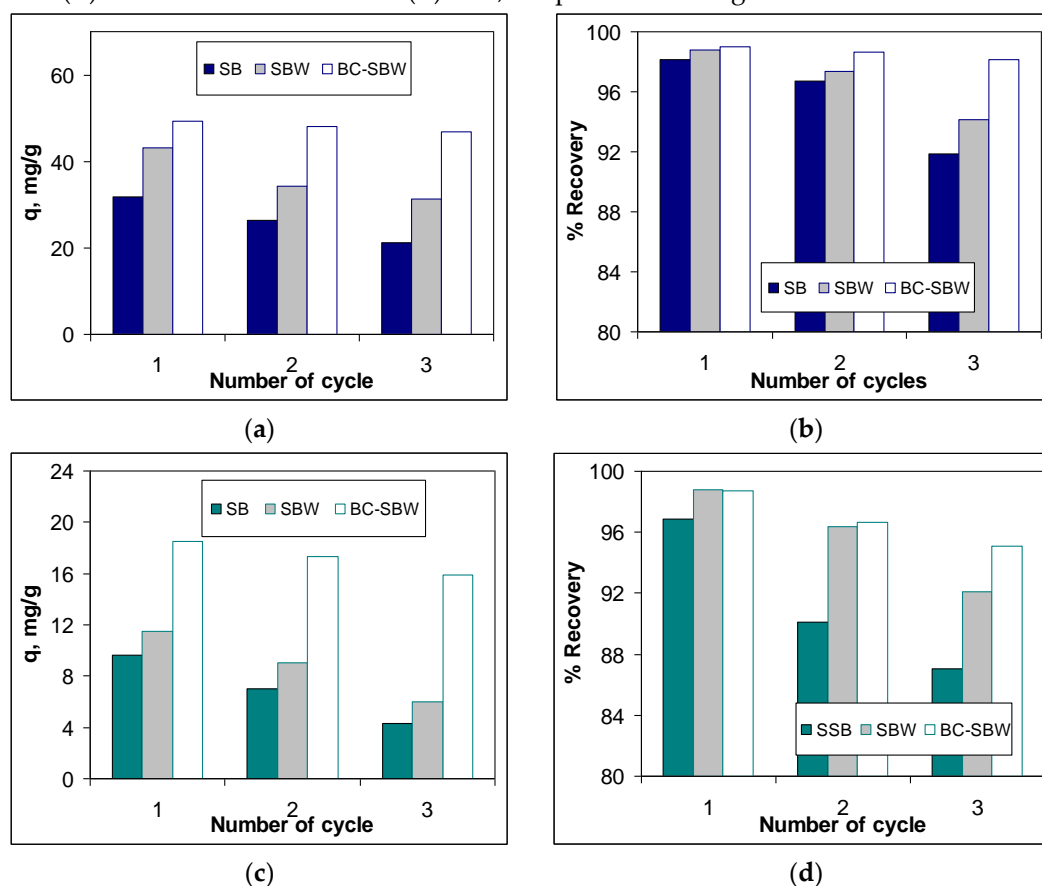 SB SBW BC-SBW
60
40
20
0
q, mg/g
1 2 3
Number of cycle
(a)
100
96
92
88
84
80
% Recovery
SB SBW BC-SBW
1 2 3
Number of cycles
(b)
24
20
16
12
8
4
0
q, mg/g
SB SBW BC-SBW
1 2 3
Number of cycle
(c)
100
96
92
88
84
80
% Recovery
SSB SBW BC-SBW
1 2 3
Number of cycle
(d)